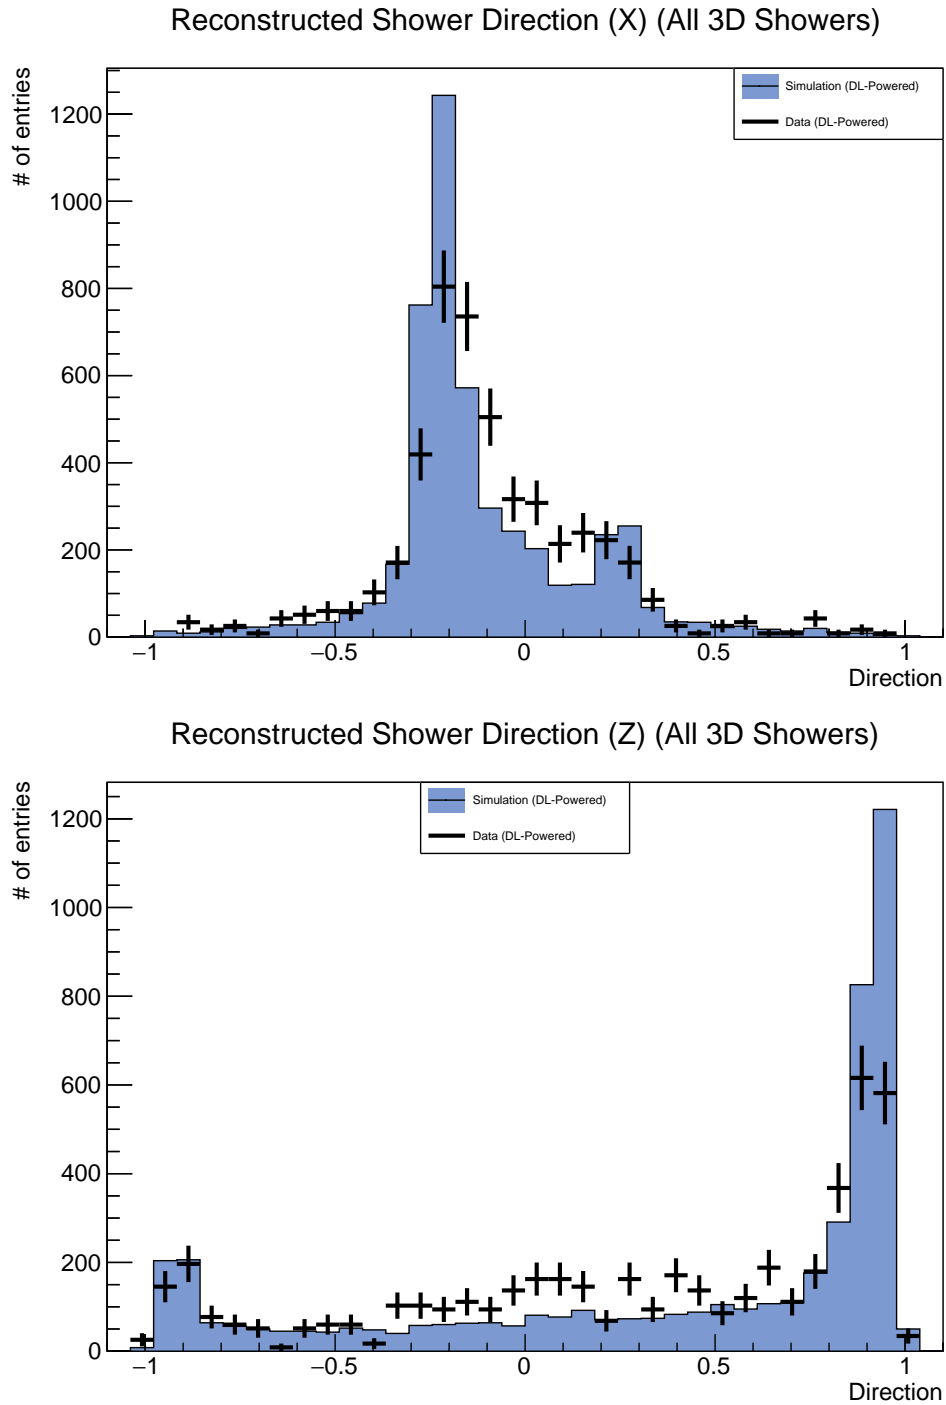 Reconstructed Shower Direction (X) (All 3D Showers)
# of entries
1200
1000
800
600
400
200
0
Simulation (DL-Powered)
Data (DL-Powered)
−1
−0.5
0
0.5
1
Direction
Reconstructed Shower Direction (Z) (All 3D Showers)
# of entries
1200
1000
800
600
400
200
0
Simulation (DL-Powered)
Data (DL-Powered)
−1
−0.5
0
0.5
1
Direction